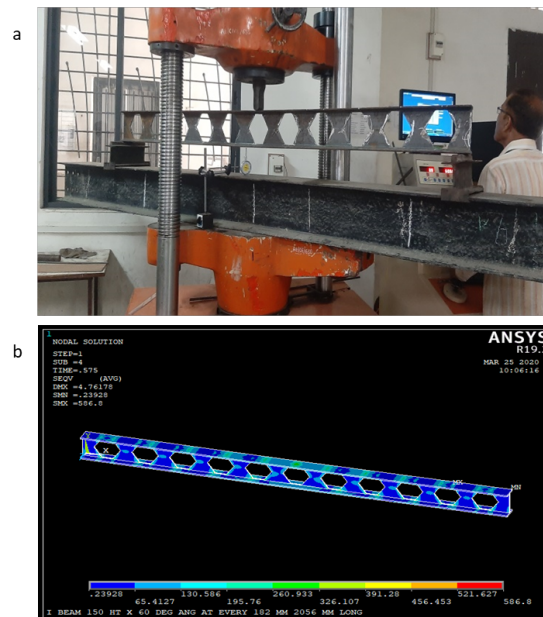 a
b
1
NODAL SOLUTION
STEP=1
SUB =4
TIME=.575
SEQV (AVG)
DMX=4.76178
SMN =.23928
SMX =586.8
ANSYS
R19.
MAR 25 2020
10:06:16
X
MX
MN
.23928 130.586 260.933 391.28 521.627
65.4127 195.76 326.107 456.453 586.8
I BEAM 150 HT X 60 DEG ANG AT EVERY 182 MM 2056 MM LONG